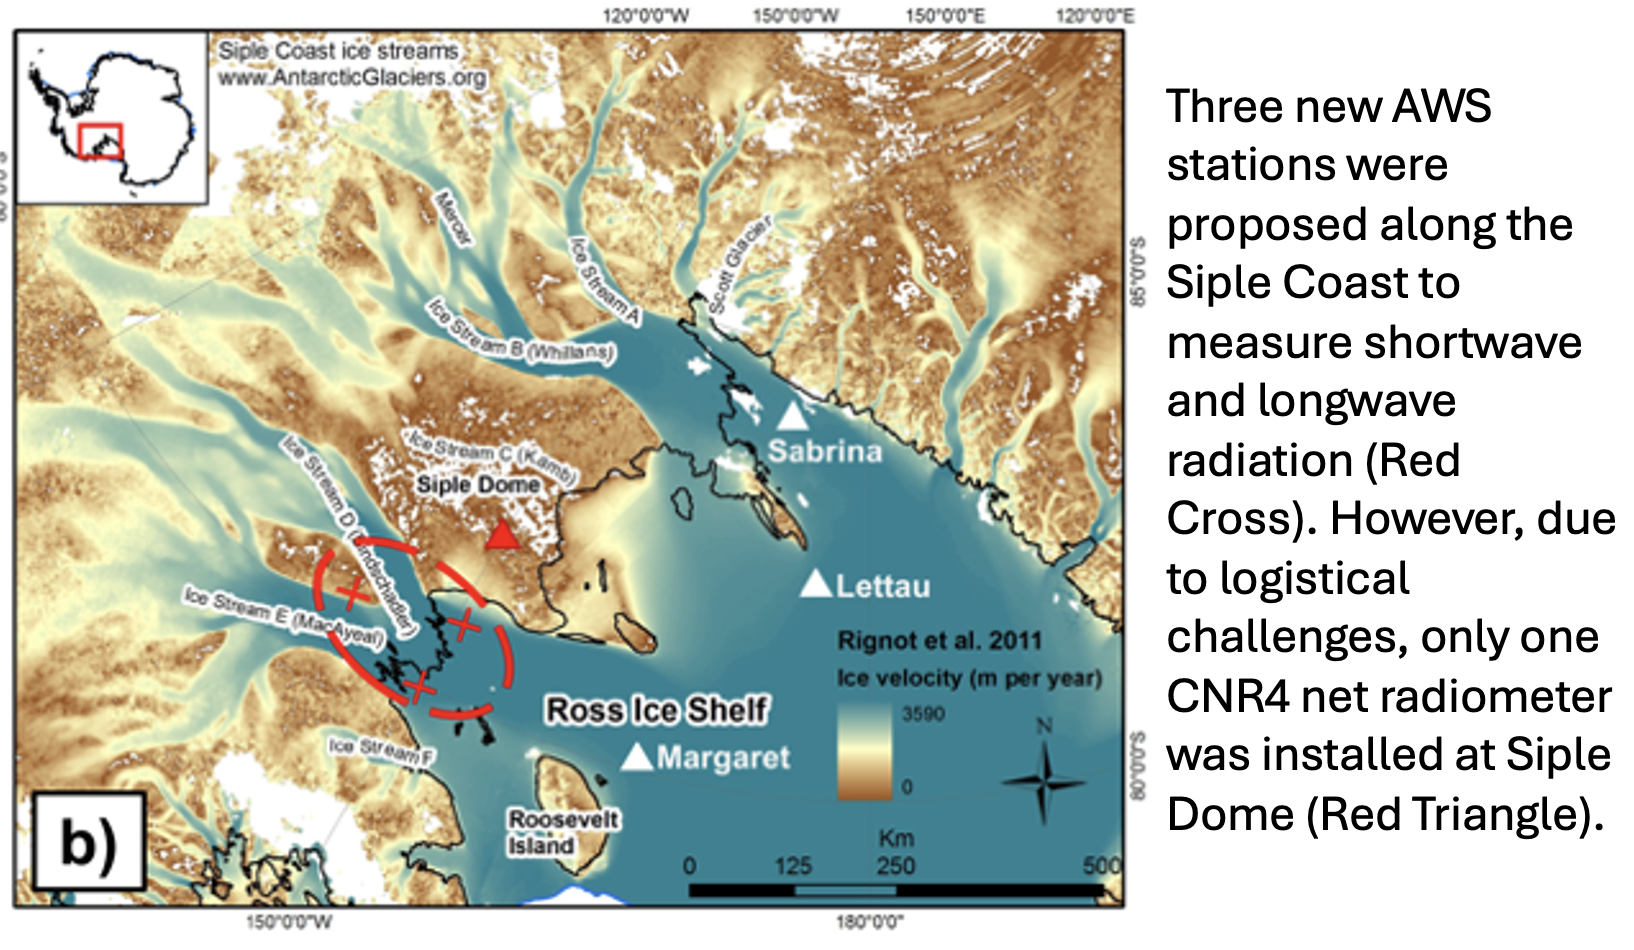 120°0'0"W 150°0'0"W 150°0'0"E 120°0'0"E
Siple Coast ice streams
www.AntarcticGlaciers.org
Mercer
Ice Stream A
Scott Glacier
85°0'0"S
Ice Stream B (Whillans)
Sabrina
Ice Stream C (Kamb)
Siple Dome
Ice Stream D (Bindschadler)
Lettau
Ice Stream E (MacAyeal)
Rignot et al. 2011
Ice velocity (m per year)
3590
0
Ross Ice Shelf
N
Margaret
Ice Stream F
80°0'0"S
Roosevelt
Island
b)
Km
0 125 250 500
150°0'0"W 180°0'0"
Three new AWS
stations were
proposed along the
Siple Coast to
measure shortwave
and longwave
radiation (Red
Cross). However, due
to logistical
challenges, only one
CNR4 net radiometer
was installed at Siple
Dome (Red Triangle).